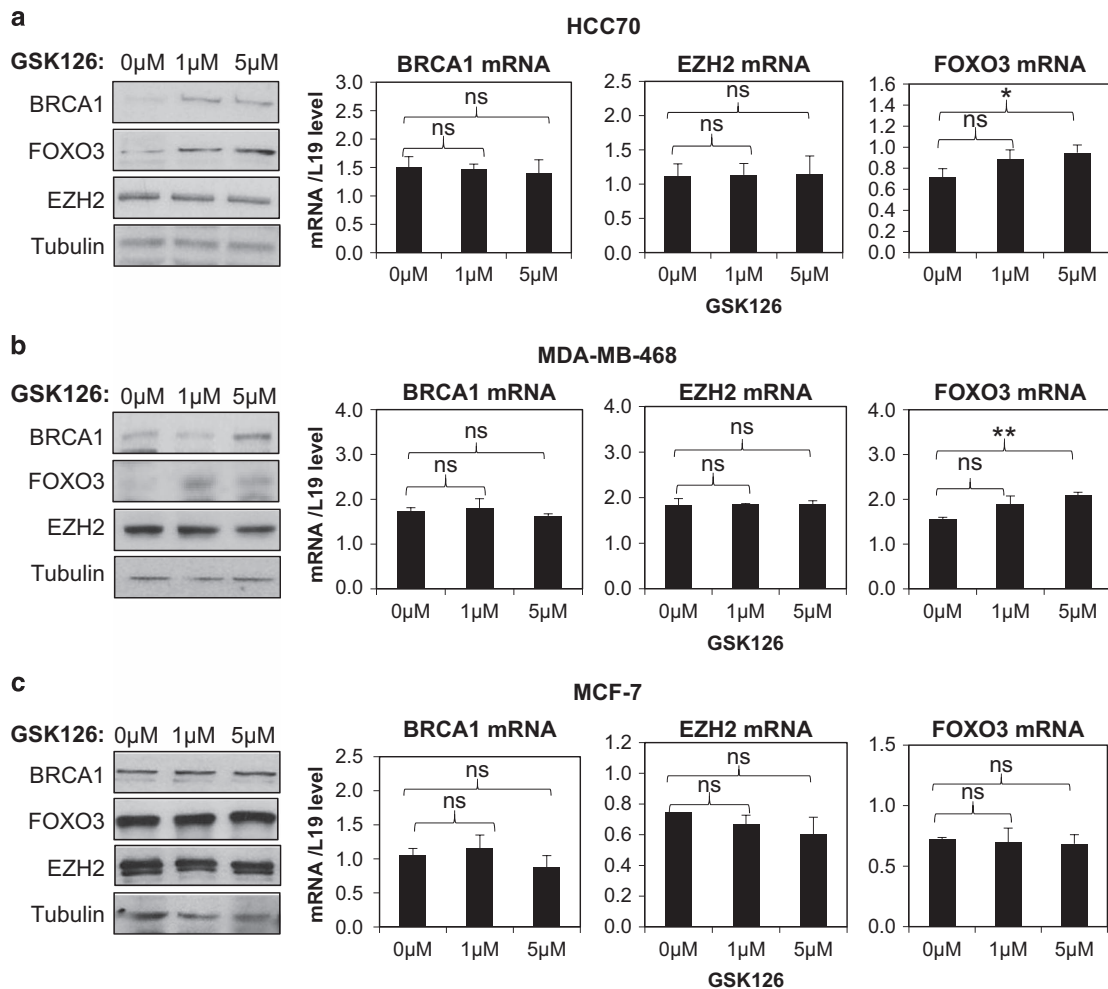 a
HCC70
GSK126: 0µM 1µM 5µM
BRCA1
FOXO3
EZH2
Tubulin
BRCA1 mRNA
mRNA /L19 level
3.0
2.5
2.0
1.5
1.0
0.5
0.0
ns
ns
0µM 1µM 5µM
EZH2 mRNA
2.5
2.0
1.5
1.0
0.5
0.0
ns
ns
0µM 1µM 5µM
GSK126
FOXO3 mRNA
1.6
1.4
1.2
1.0
0.8
0.6
0.4
0.2
0.0
*
ns
0µM 1µM 5µM
b
MDA-MB-468
GSK126: 0µM 1µM 5µM
BRCA1
FOXO3
EZH2
Tubulin
BRCA1 mRNA
mRNA /L19 level
4.0
3.0
2.0
1.0
0.0
ns
ns
0µM 1µM 5µM
EZH2 mRNA
4.0
3.0
2.0
1.0
0.0
ns
ns
0µM 1µM 5µM
GSK126
FOXO3 mRNA
4.0
3.0
2.0
1.0
0.0
**
ns
0µM 1µM 5µM
c
MCF-7
GSK126: 0µM 1µM 5µM
BRCA1
FOXO3
EZH2
Tubulin
BRCA1 mRNA
mRNA /L19 level
2.5
2.0
1.5
1.0
0.5
0.0
ns
ns
0µM 1µM 5µM
EZH2 mRNA
1.2
1.0
0.8
0.6
0.4
0.2
0.0
ns
ns
0µM 1µM 5µM
GSK126
FOXO3 mRNA
1.5
1.0
0.5
0.0
ns
ns
0µM 1µM 5µM